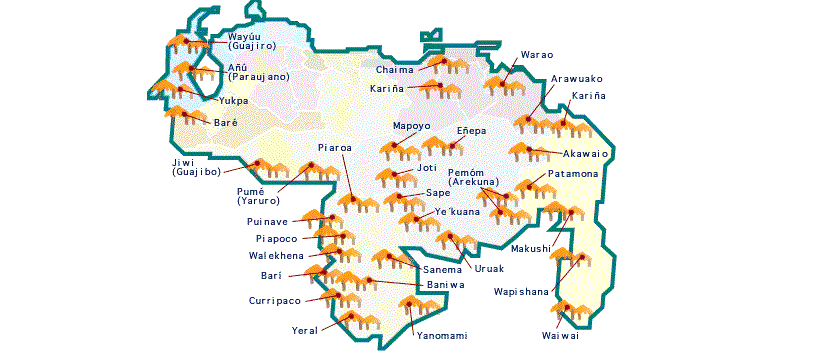 Wayúu
(Guajiro)
Añú
(Paraujano)
Yukpa
Baré
Chaima
Kariña
Warao
Arawuako
Kariña
Mapoyo
Eñepa
Akawaio
Piaroa
Jiwi
(Guajibo)
Joti
Pemóm
(Arekuna)
Patamona
Pumé
(Yaruro)
Sape
Ye'kuana
Puinave
Piapoco
Makushi
Walekhena
Sanema
Uruak
Barí
Baniwa
Wapishana
Curripaco
Yeral
Yanomami
Waiwai